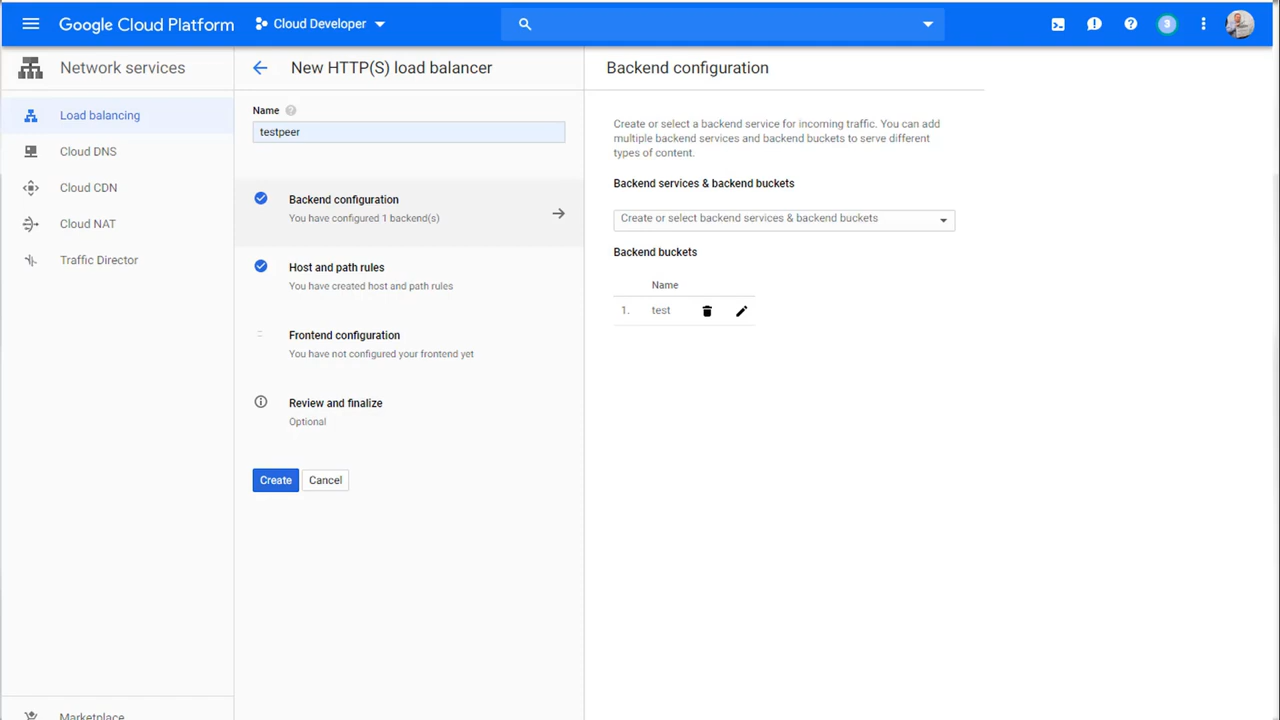 Google Cloud Platform
Cloud Developer
3
Network services
Load balancing
Cloud DNS
Cloud CDN
Cloud NAT
Traffic Director
Marketplace
New HTTP(S) load balancer
Name
testpeer
Backend configuration
You have configured 1 backend(s)
Host and path rules
You have created host and path rules
Frontend configuration
You have not configured your frontend yet
Review and finalize
Optional
Create
Cancel
Backend configuration
Create or select a backend service for incoming traffic. You can add
multiple backend services and backend buckets to serve different
types of content.
Backend services & backend buckets
Create or select backend services & backend buckets
Backend buckets
Name
1. test